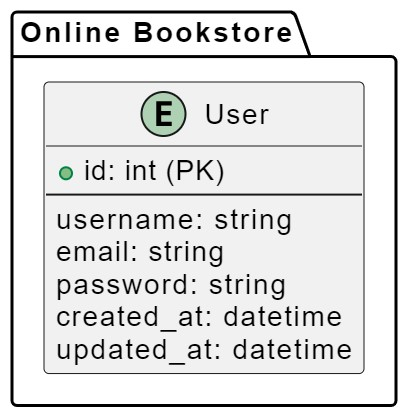 Online Bookstore
E User
id: int (PK)
username: string
email: string
password: string
created_at: datetime
updated_at: datetime